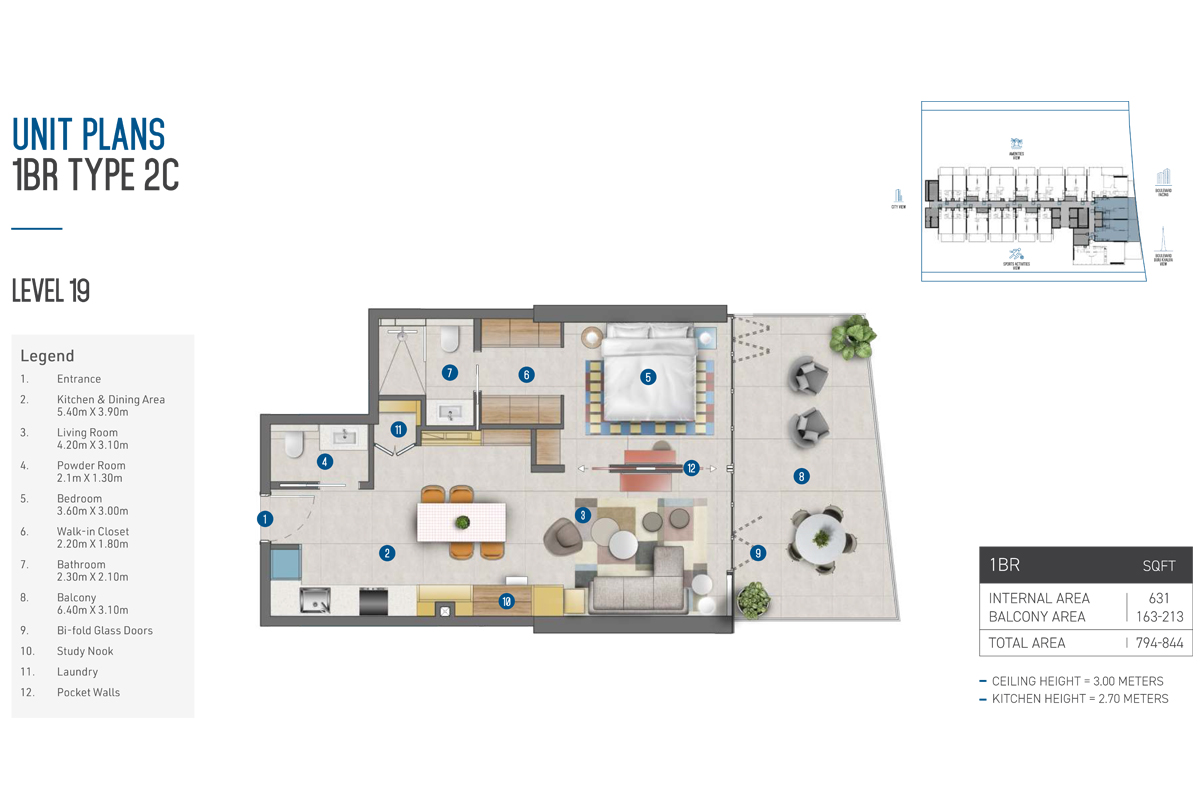 UNIT PLANS
1BR TYPE 2C
LEVEL 19
Legend
1. Entrance
2. Kitchen & Dining Area
5.40m X 3.90m
3. Living Room
4.20m X 3.10m
4. Powder Room
2.1m X 1.30m
5. Bedroom
3.60m X 3.00m
6. Walk-in Closet
2.20m X 1.80m
7. Bathroom
2.30m X 2.10m
8. Balcony
6.40m X 3.10m
9. Bi-fold Glass Doors
10. Study Nook
11. Laundry
12. Pocket Walls
7
6
5
11
4
12
8
1
3
2
9
10
AMENITIES
VIEW
CITY VIEW
BOULEVARD
FACING
SPORTS ACTIVITIES
VIEW
BOULEVARD
BURJ KHALIFA
VIEW
1BR SQFT
INTERNAL AREA | 631
BALCONY AREA | 163-213
TOTAL AREA | 794-844
CEILING HEIGHT = 3.00 METERS
KITCHEN HEIGHT = 2.70 METERS